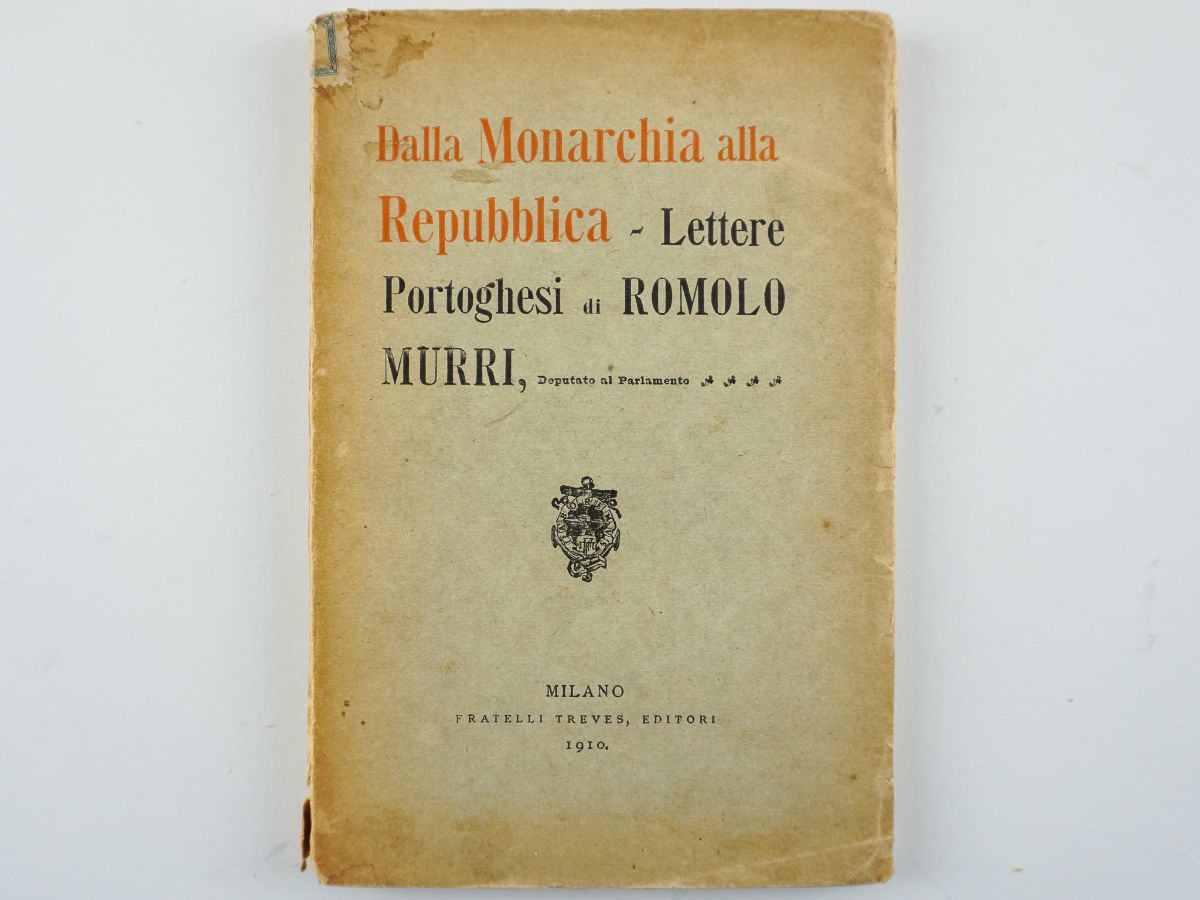 Dalla Monarchia alla
Repubblica - Lettere
Portoghesi di ROMOLO
MURRI, Deputato al Parlamento
MILANO
FRATELLI TREVES, EDITORI
1910.